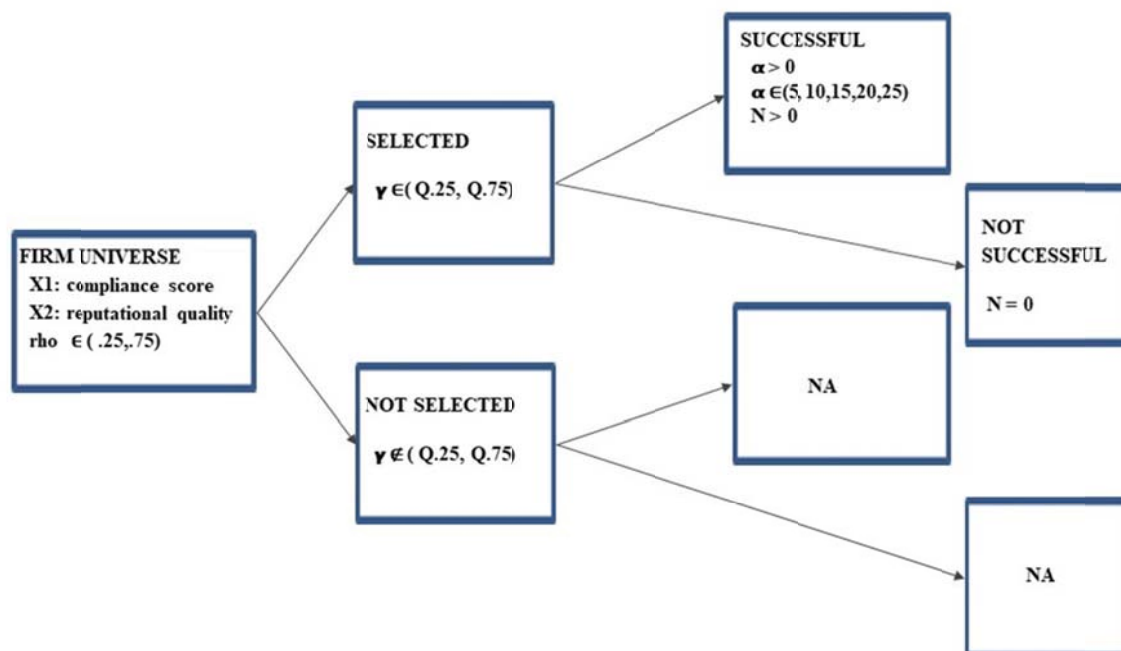 FIRM UNIVERSE
X1: compliance score
X2: reputational quality
rho ∈ ( .25,.75)
SELECTED
γ ∈( Q.25, Q.75)
NOT SELECTED
γ ∉( Q.25, Q.75)
SUCCESSFUL
α > 0
α ∈(5, 10,15,20,25)
N > 0
NOT
SUCCESSFUL
N = 0
NA
NA